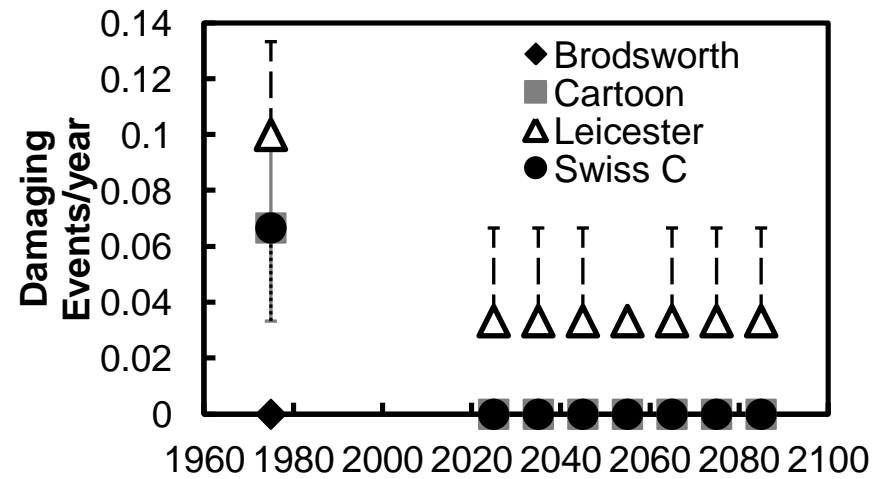 0.14
0.12
0.1
0.08
0.06
0.04
0.02
0
Damaging
Events/year
Brodsworth
Cartoon
Leicester
Swiss C
1960 1980 2000 2020 2040 2060 2080 2100